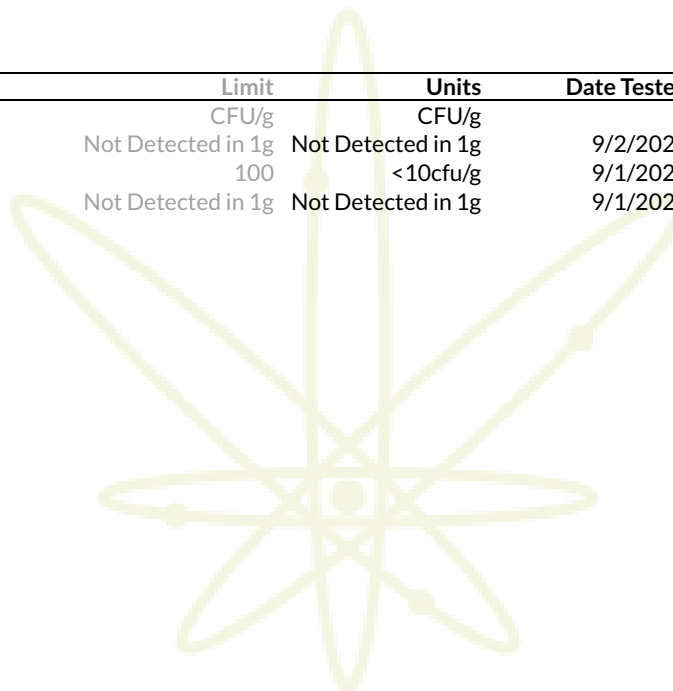 Limit Units Date Teste
CFU/g CFU/g
Not Detected in 1g Not Detected in 1g 9/2/202
100 <10cfu/g 9/1/202
Not Detected in 1g Not Detected in 1g 9/1/202